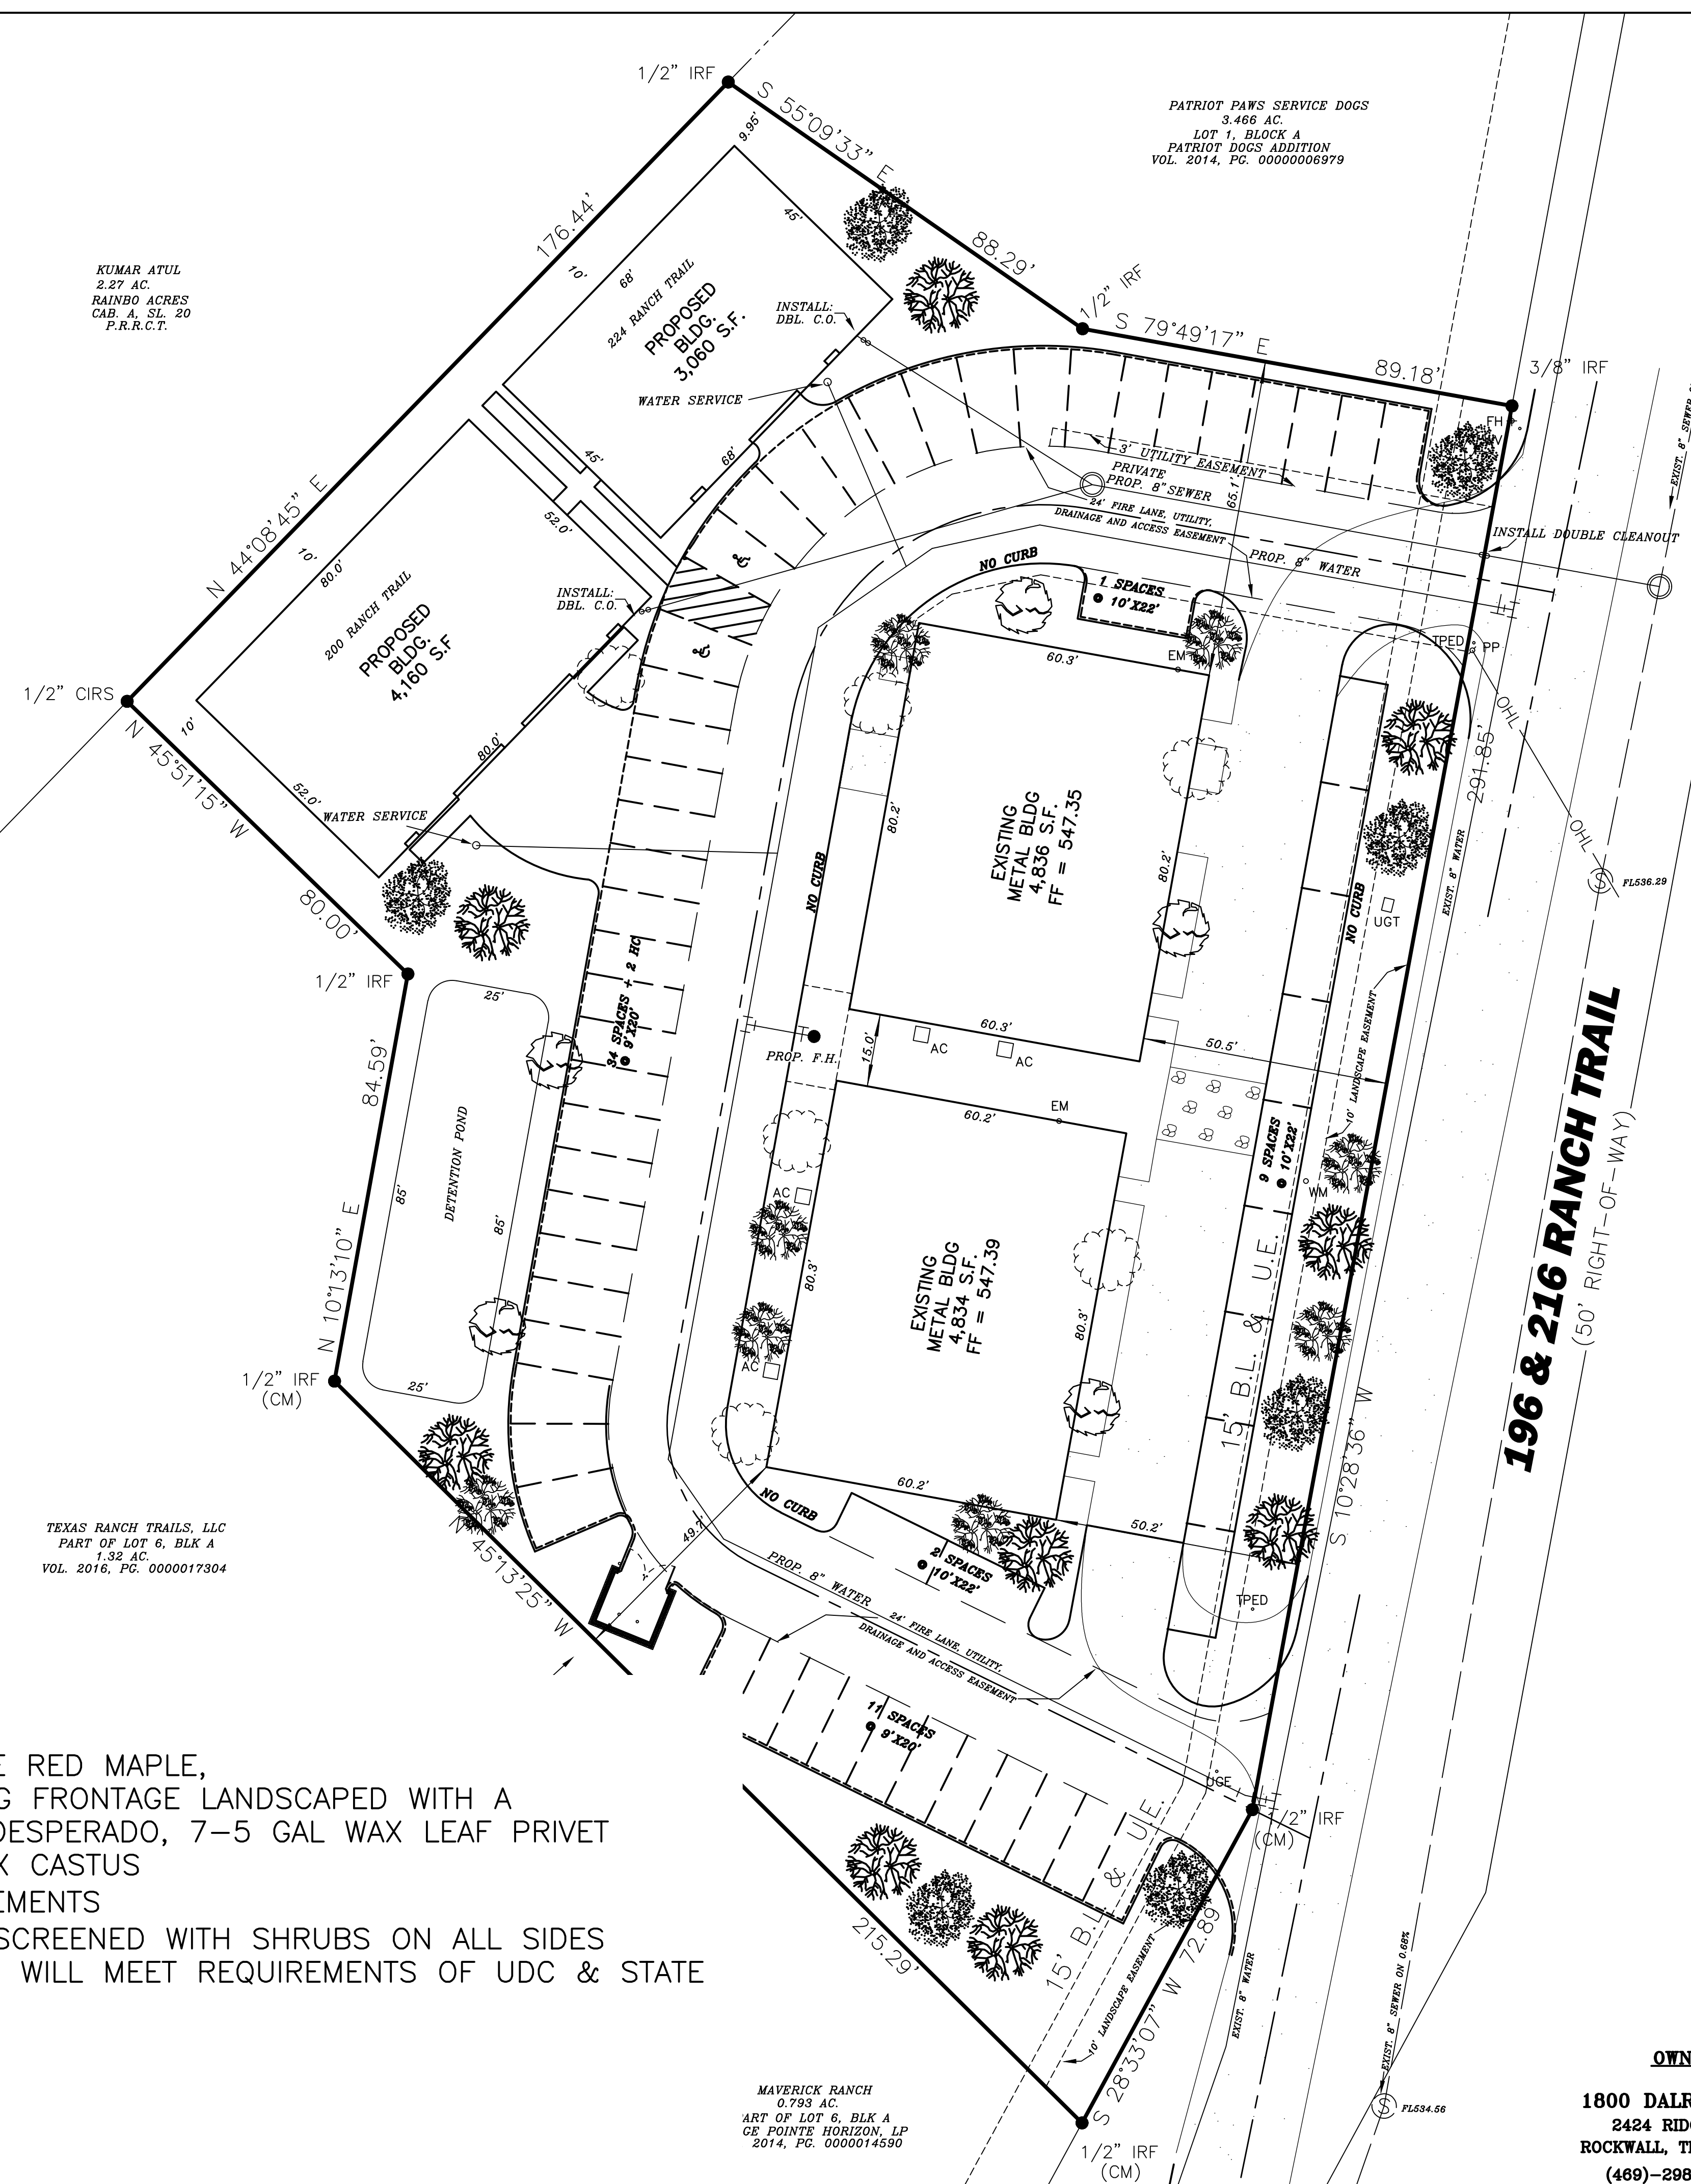 1/2" IRF
S 55°09'33" E
PATRIOT PAWS SERVICE DOGS
3.466 AC.
LOT 1, BLOCK A
PATRIOT DOGS ADDITION
VOL. 2014, PG. 00000006979
9.95'
45'
176.44'
88.29'
10'
68'
224 RANCH TRAIL
PROPOSED
BLDG.
3,060 S.F.
KUMAR ATUL
2.27 AC.
RAINBO ACRES
CAB. A, SL. 20
P.R.R.C.T.
INSTALL:
DBL. C.O.
1/2" IRF
S 79°49'17" E
89.18'
3/8" IRF
WATER SERVICE
FH
EXIST. 8" SEWER
45'
68'
3' UTILITY EASEMENT
PRIVATE
PROP. 8" SEWER
65.1'
24' FIRE LANE, UTILITY,
DRAINAGE AND ACCESS EASEMENT
INSTALL DOUBLE CLEANOUT
PROP. 8" WATER
N 44°08'45" E
52.0'
10'
80.0'
200 RANCH TRAIL
PROPOSED
BLDG.
4,160 S.F
INSTALL:
DBL. C.O.
NO CURB
1 SPACES
@ 10'X22'
60.3'
EM
TPED
PP
OHL
1/2" CIRS
10'
N 45°51'15" W
52.0'
80.0'
WATER SERVICE
80.00'
EXISTING
METAL BLDG
4,836 S.F.
FF = 547.35
80.2'
80.2'
NO CURB
NO CURB
291.85'
EXIST. 8" WATER
OHL
FL536.29
UGT
1/2" IRF
25'
34 SPACES + 2 HC
@ 9'X20'
PROP. F.H.
15.0'
60.3'
AC
AC
50.5'
10' LANDSCAPE EASEMENT
84.59'
DETENTION POND
85'
85'
60.2'
EM
9 SPACES
@ 10'X22'
WM
196 & 216 RANCH TRAIL
(50' RIGHT-OF-WAY)
N 10°13'10" E
AC
80.3'
EXISTING
METAL BLDG
4,834 S.F.
FF = 547.39
80.3'
15' B.L. & U.E.
AC
1/2" IRF
(CM)
25'
S 10°28'36" W
60.2'
NO CURB
49.7'
50.2'
2 SPACES
@ 10'X22'
TPED
TEXAS RANCH TRAILS, LLC
PART OF LOT 6, BLK A
1.32 AC.
VOL. 2016, PG. 0000017304
N 45°13'25" W
PROP. 8" WATER
24' FIRE LANE, UTILITY,
DRAINAGE AND ACCESS EASEMENT
11 SPACES
@ 9'X20'
UGE
1/2" IRF
(CM)
E RED MAPLE,
G FRONTAGE LANDSCAPED WITH A
DESPERADO, 7-5 GAL WAX LEAF PRIVET
X CASTUS
EMENTS
SCREENED WITH SHRUBS ON ALL SIDES
WILL MEET REQUIREMENTS OF UDC & STATE
215.29'
15' B.L. & U.E.
10' LANDSCAPE EASEMENT
S 28°33'07" W 72.89'
EXIST. 8" WATER
EXIST. 8" SEWER ON 0.68%
FL534.56
MAVERICK RANCH
0.793 AC.
ART OF LOT 6, BLK A
GE POINTE HORIZON, LP
2014, PG. 0000014590
1/2" IRF
(CM)
OWN
1800 DALR
2424 RIDG
ROCKWALL, T
(469)-298